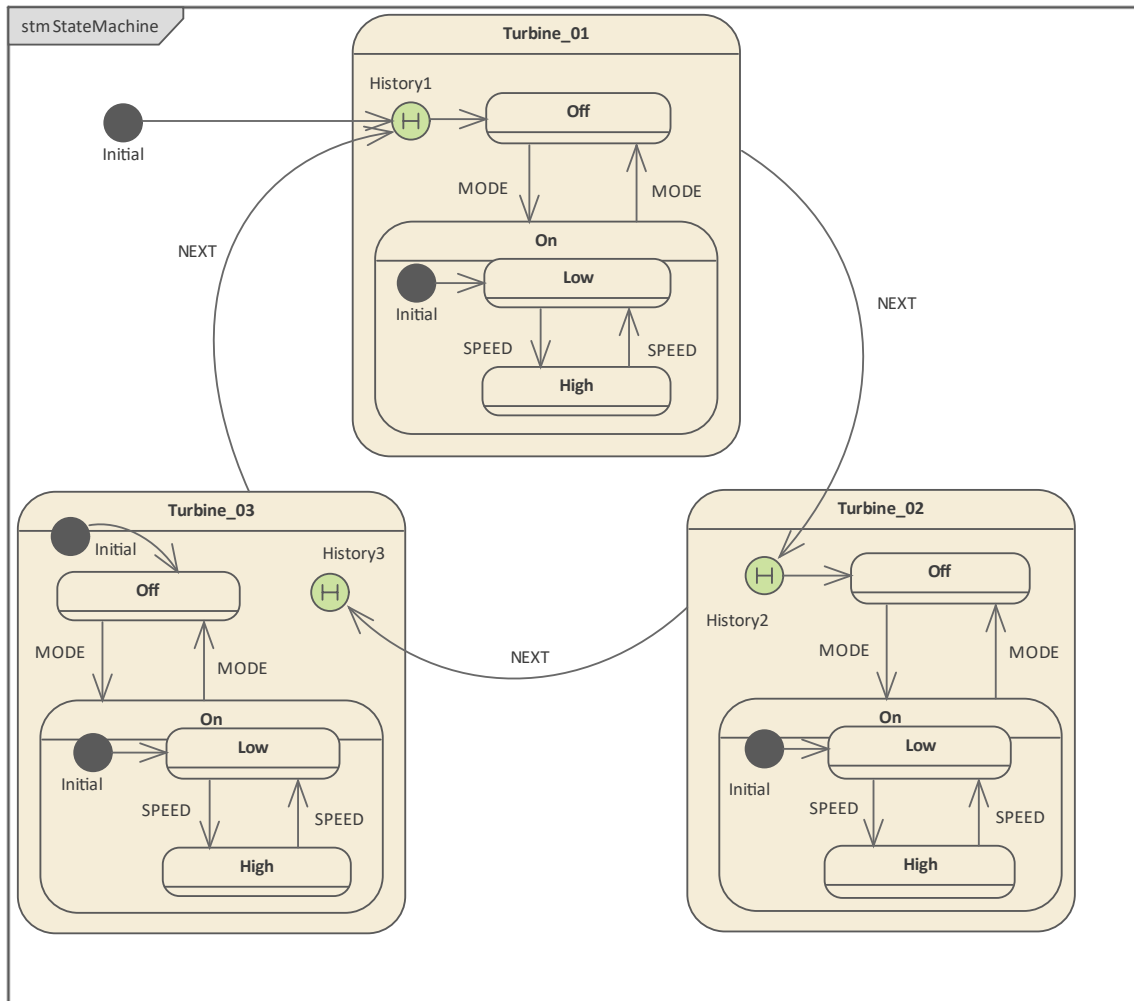 stm StateMachine
Turbine_01
History1
Off
Initial
MODE
MODE
On
Low
Initial
SPEED
SPEED
High
NEXT
NEXT
Turbine_03
Initial
History3
Off
MODE
MODE
On
Low
Initial
SPEED
SPEED
High
NEXT
Turbine_02
Off
History2
MODE
MODE
On
Low
Initial
SPEED
SPEED
High
H
H
H